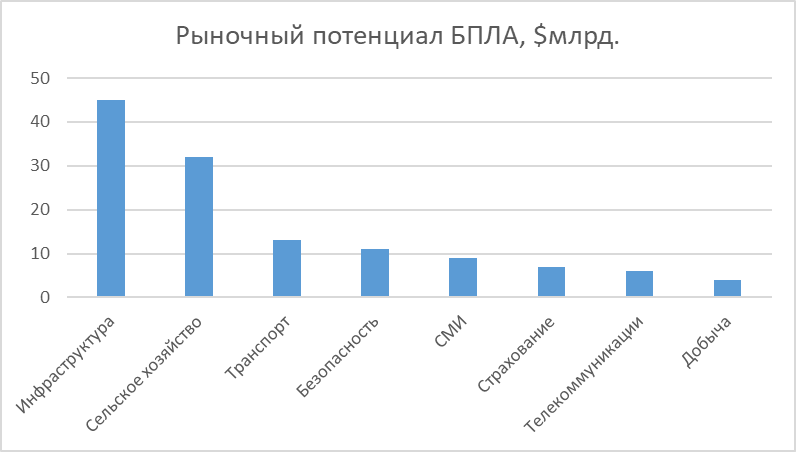 Рыночный потенциал БПЛА, $млрд.
50
40
30
20
10
0
Инфраструктура
Сельское хозяйство
Транспорт
Безопасность
СМИ
Страхование
Телекоммуникации
Добыча